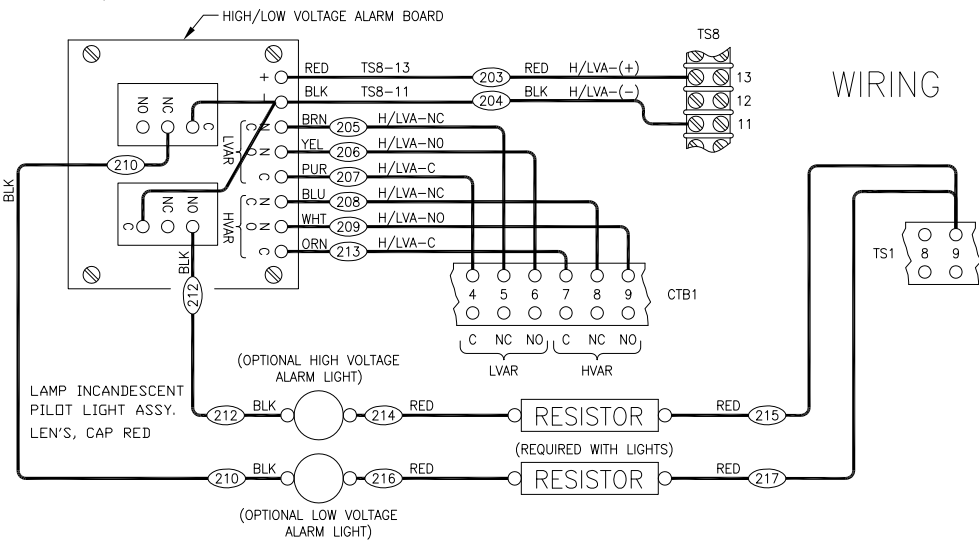 HIGH/LOW VOLTAGE ALARM BOARD
WIRING
TS8
13
12
11
+ RED TS8-13 203 RED H/LVA-(+)
− BLK TS8-11 204 BLK H/LVA-(−)
NO NC C
NC BRN 205 H/LVA-NC
NO YEL 206 H/LVA-NO
C PUR 207 H/LVA-C
LVAR
NC BLU 208 H/LVA-NC
NO WHT 209 H/LVA-NO
C ORN 213 H/LVA-C
HVAR
210
BLK
C NC NO
BLK
212
4 5 6 7 8 9
CTB1
C NC NO C NC NO
LVAR HVAR
TS1 8 9
(OPTIONAL HIGH VOLTAGE
ALARM LIGHT)
LAMP INCANDESCENT
PILOT LIGHT ASSY.
LEN'S, CAP RED
212 BLK 214 RED RESISTOR RED 215
(REQUIRED WITH LIGHTS)
210 BLK 216 RED RESISTOR RED 217
(OPTIONAL LOW VOLTAGE
ALARM LIGHT)